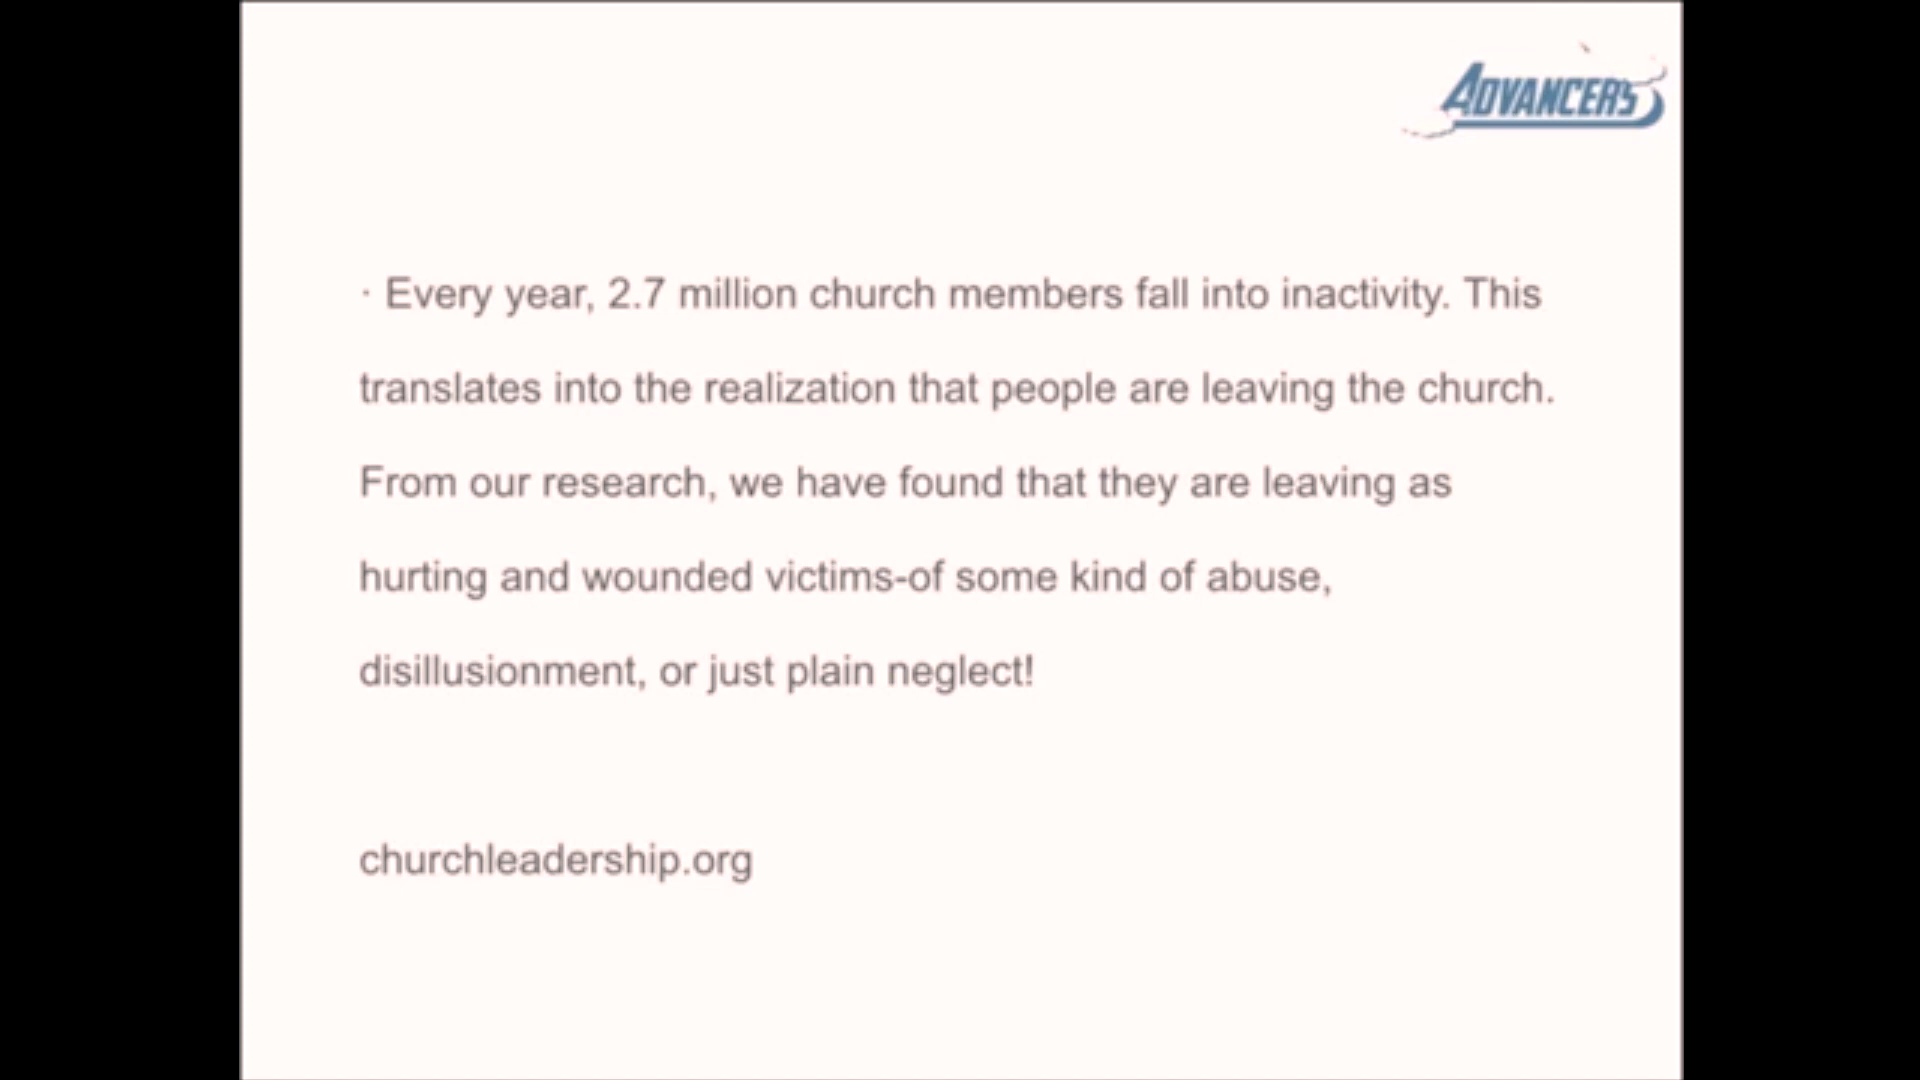 ADVANCERS
· Every year, 2.7 million church members fall into inactivity. This
translates into the realization that people are leaving the church.
From our research, we have found that they are leaving as
hurting and wounded victims-of some kind of abuse,
disillusionment, or just plain neglect!
churchleadership.org